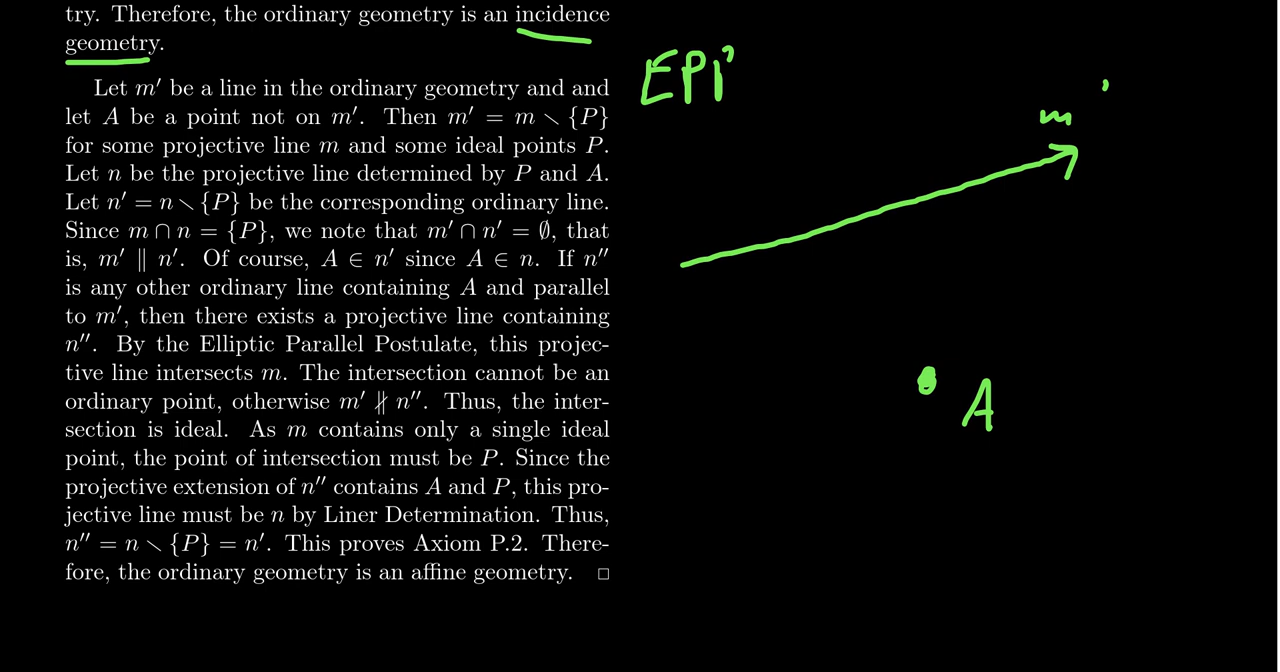 try. Therefore, the ordinary geometry is an incidence
geometry.
Let m′ be a line in the ordinary geometry and and
let A be a point not on m′. Then m′ = m ∖ {P}
for some projective line m and some ideal points P.
Let n be the projective line determined by P and A.
Let n′ = n ∖ {P} be the corresponding ordinary line.
Since m ∩ n = {P}, we note that m′ ∩ n′ = ∅, that
is, m′ ∥ n′. Of course, A ∈ n′ since A ∈ n. If n″
is any other ordinary line containing A and parallel
to m′, then there exists a projective line containing
n″. By the Elliptic Parallel Postulate, this projec-
tive line intersects m. The intersection cannot be an
ordinary point, otherwise m′ ∦ n″. Thus, the inter-
section is ideal. As m contains only a single ideal
point, the point of intersection must be P. Since the
projective extension of n″ contains A and P, this pro-
jective line must be n by Liner Determination. Thus,
n″ = n ∖ {P} = n′. This proves Axiom P.2. There-
fore, the ordinary geometry is an affine geometry. □
m′
A